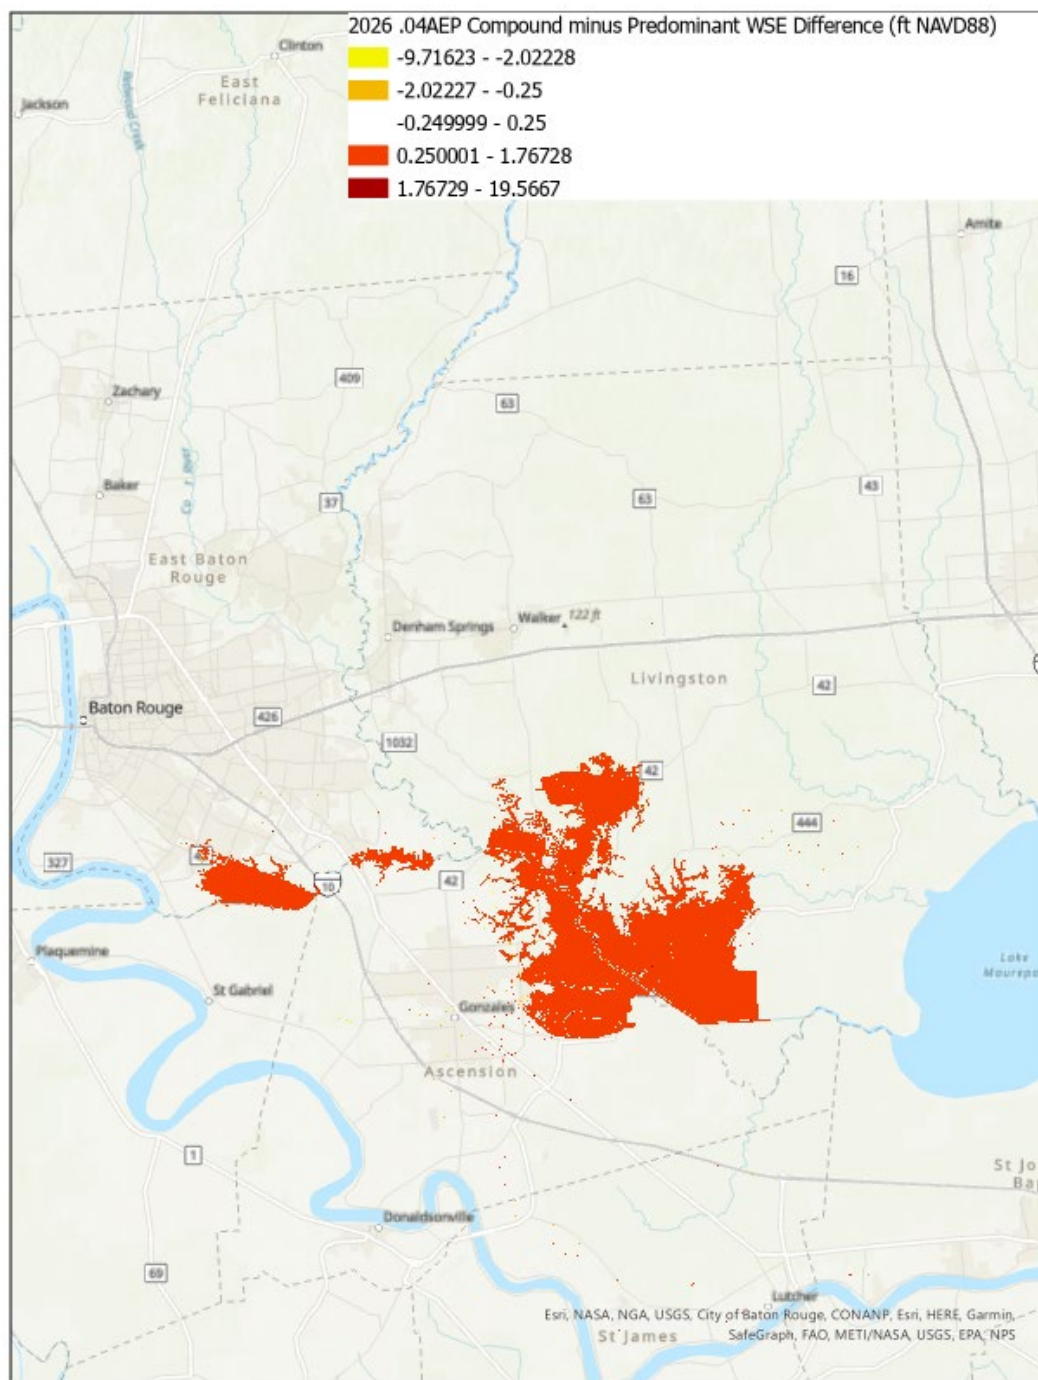 2026 .04AEP Compound minus Predominant WSE Difference (ft NAVD88)
-9.71623 - -2.02228
-2.02227 - -0.25
-0.249999 - 0.25
0.250001 - 1.76728
1.76729 - 19.5667
Clinton
East
Feliciana
Jackson
Redwood Creek
Amite
16
409
Zachary
63
Baker
37
63
43
East Baton
Rouge
Denham Springs
Walker
122 ft
Livingston
42
Baton Rouge
426
1032
42
444
327
42
10
Plaquemine
Lake
St Gabriel
Gonzales
Ascension
1
St Jo
Ba
Donaldsonville
69
Lutcher
Esri, NASA, NGA, USGS, City of Baton Rouge, CONANP, Esri, HERE, Garmin,
St James
SafeGraph, FAO, METI/NASA, USGS, EPA, NPS